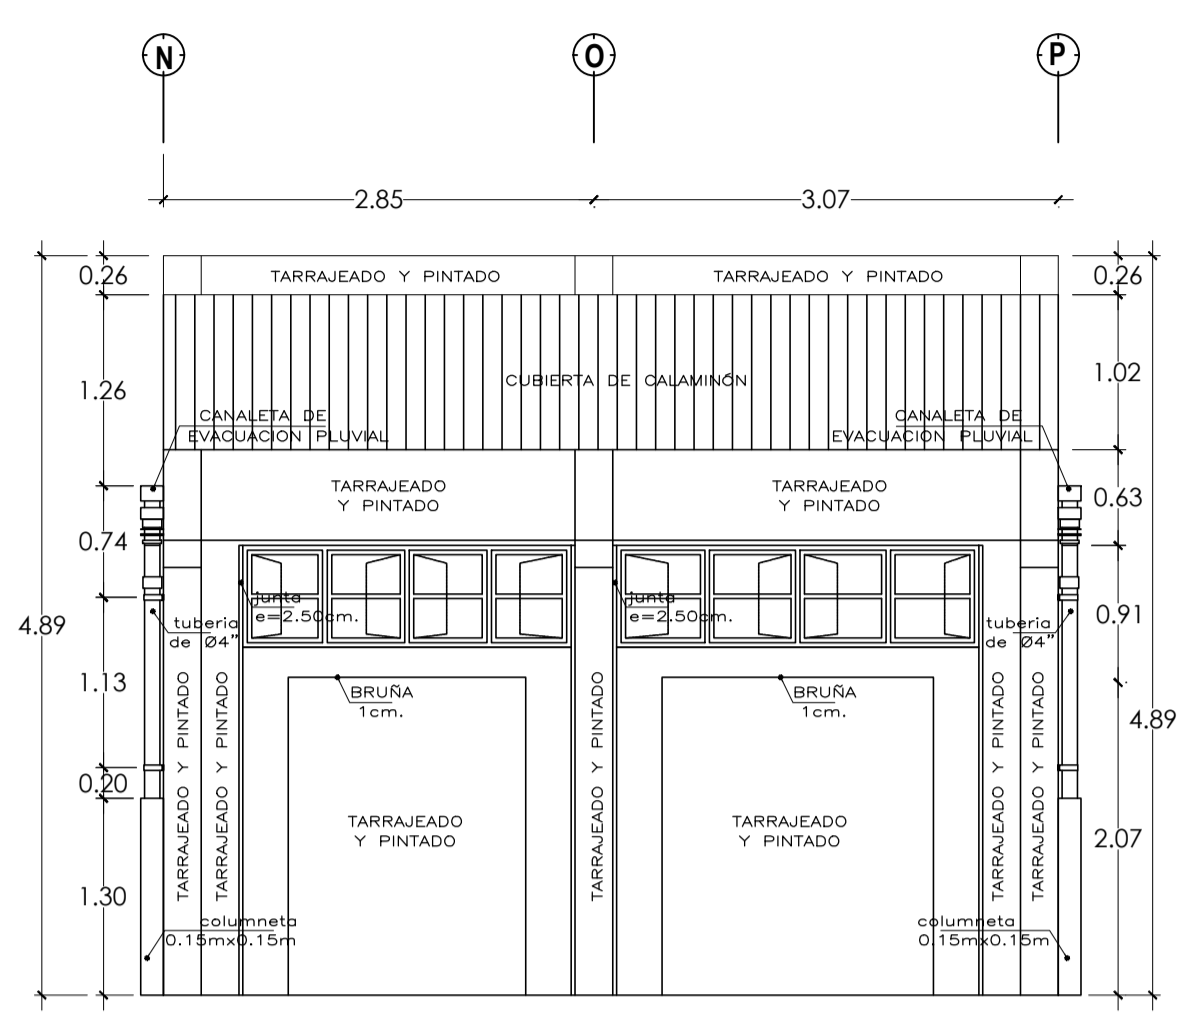 N
O
P
2.85
3.07
0.26
TARRAJEADO Y PINTADO
TARRAJEADO Y PINTADO
0.26
1.26
CUBIERTA DE CALAMINÓN
1.02
CANALETA DE
EVACUACION PLUVIAL
CANALETA DE
EVACUACION PLUVIAL
TARRAJEADO
Y PINTADO
TARRAJEADO
Y PINTADO
0.63
0.74
junta
e=2.50cm.
junta
e=2.50cm.
4.89
tuberia
de Ø4"
tuberia
de Ø4"
0.91
1.13
BRUÑA
1cm.
BRUÑA
1cm.
4.89
0.20
TARRAJEADO Y PINTADO
TARRAJEADO Y PINTADO
TARRAJEADO Y PINTADO
TARRAJEADO Y PINTADO
TARRAJEADO Y PINTADO
TARRAJEADO
Y PINTADO
TARRAJEADO
Y PINTADO
2.07
1.30
columneta
0.15mx0.15m
columneta
0.15mx0.15m